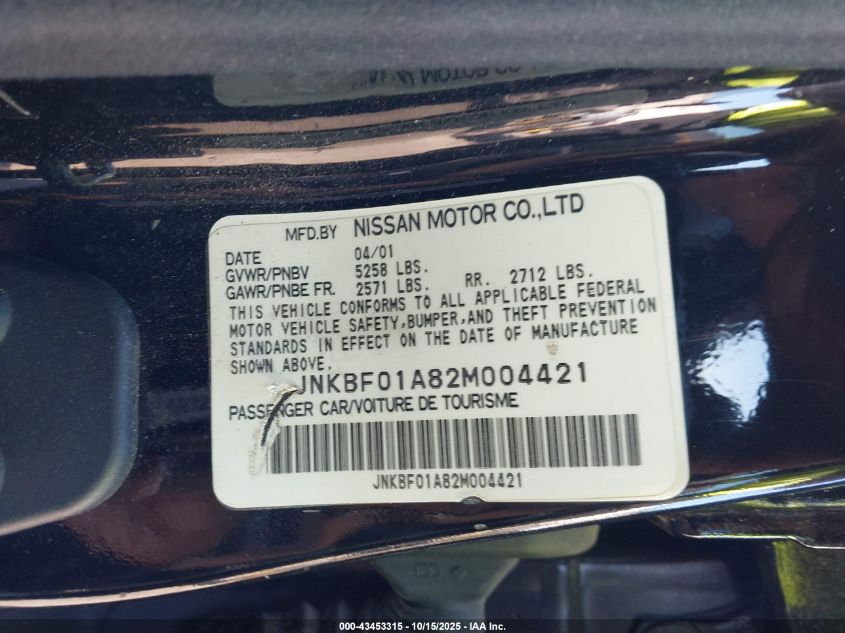 MFD.BY NISSAN MOTOR CO.,LTD
DATE 04/01
GVWR/PNBV 5258 LBS.
GAWR/PNBE FR. 2571 LBS. RR. 2712 LBS.
THIS VEHICLE CONFORMS TO ALL APPLICABLE FEDERAL
MOTOR VEHICLE SAFETY,BUMPER,AND THEFT PREVENTION
STANDARDS IN EFFECT ON THE DATE OF MANUFACTURE
SHOWN ABOVE.
JNKBF01A82M004421
PASSENGER CAR/VOITURE DE TOURISME
JNKBF01A82M004421
000-43453315 - 10/15/2025 - IAA Inc.